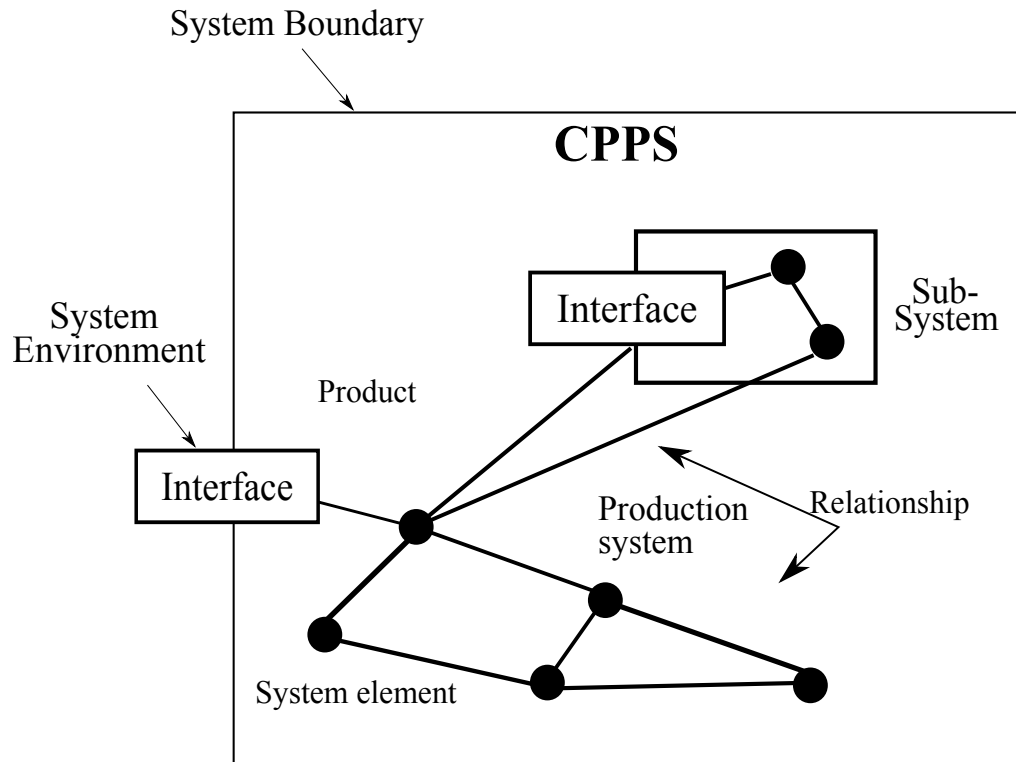 System Boundary
CPPS
Interface
Sub-
System
System
Environment
Product
Interface
Production
system
Relationship
System element